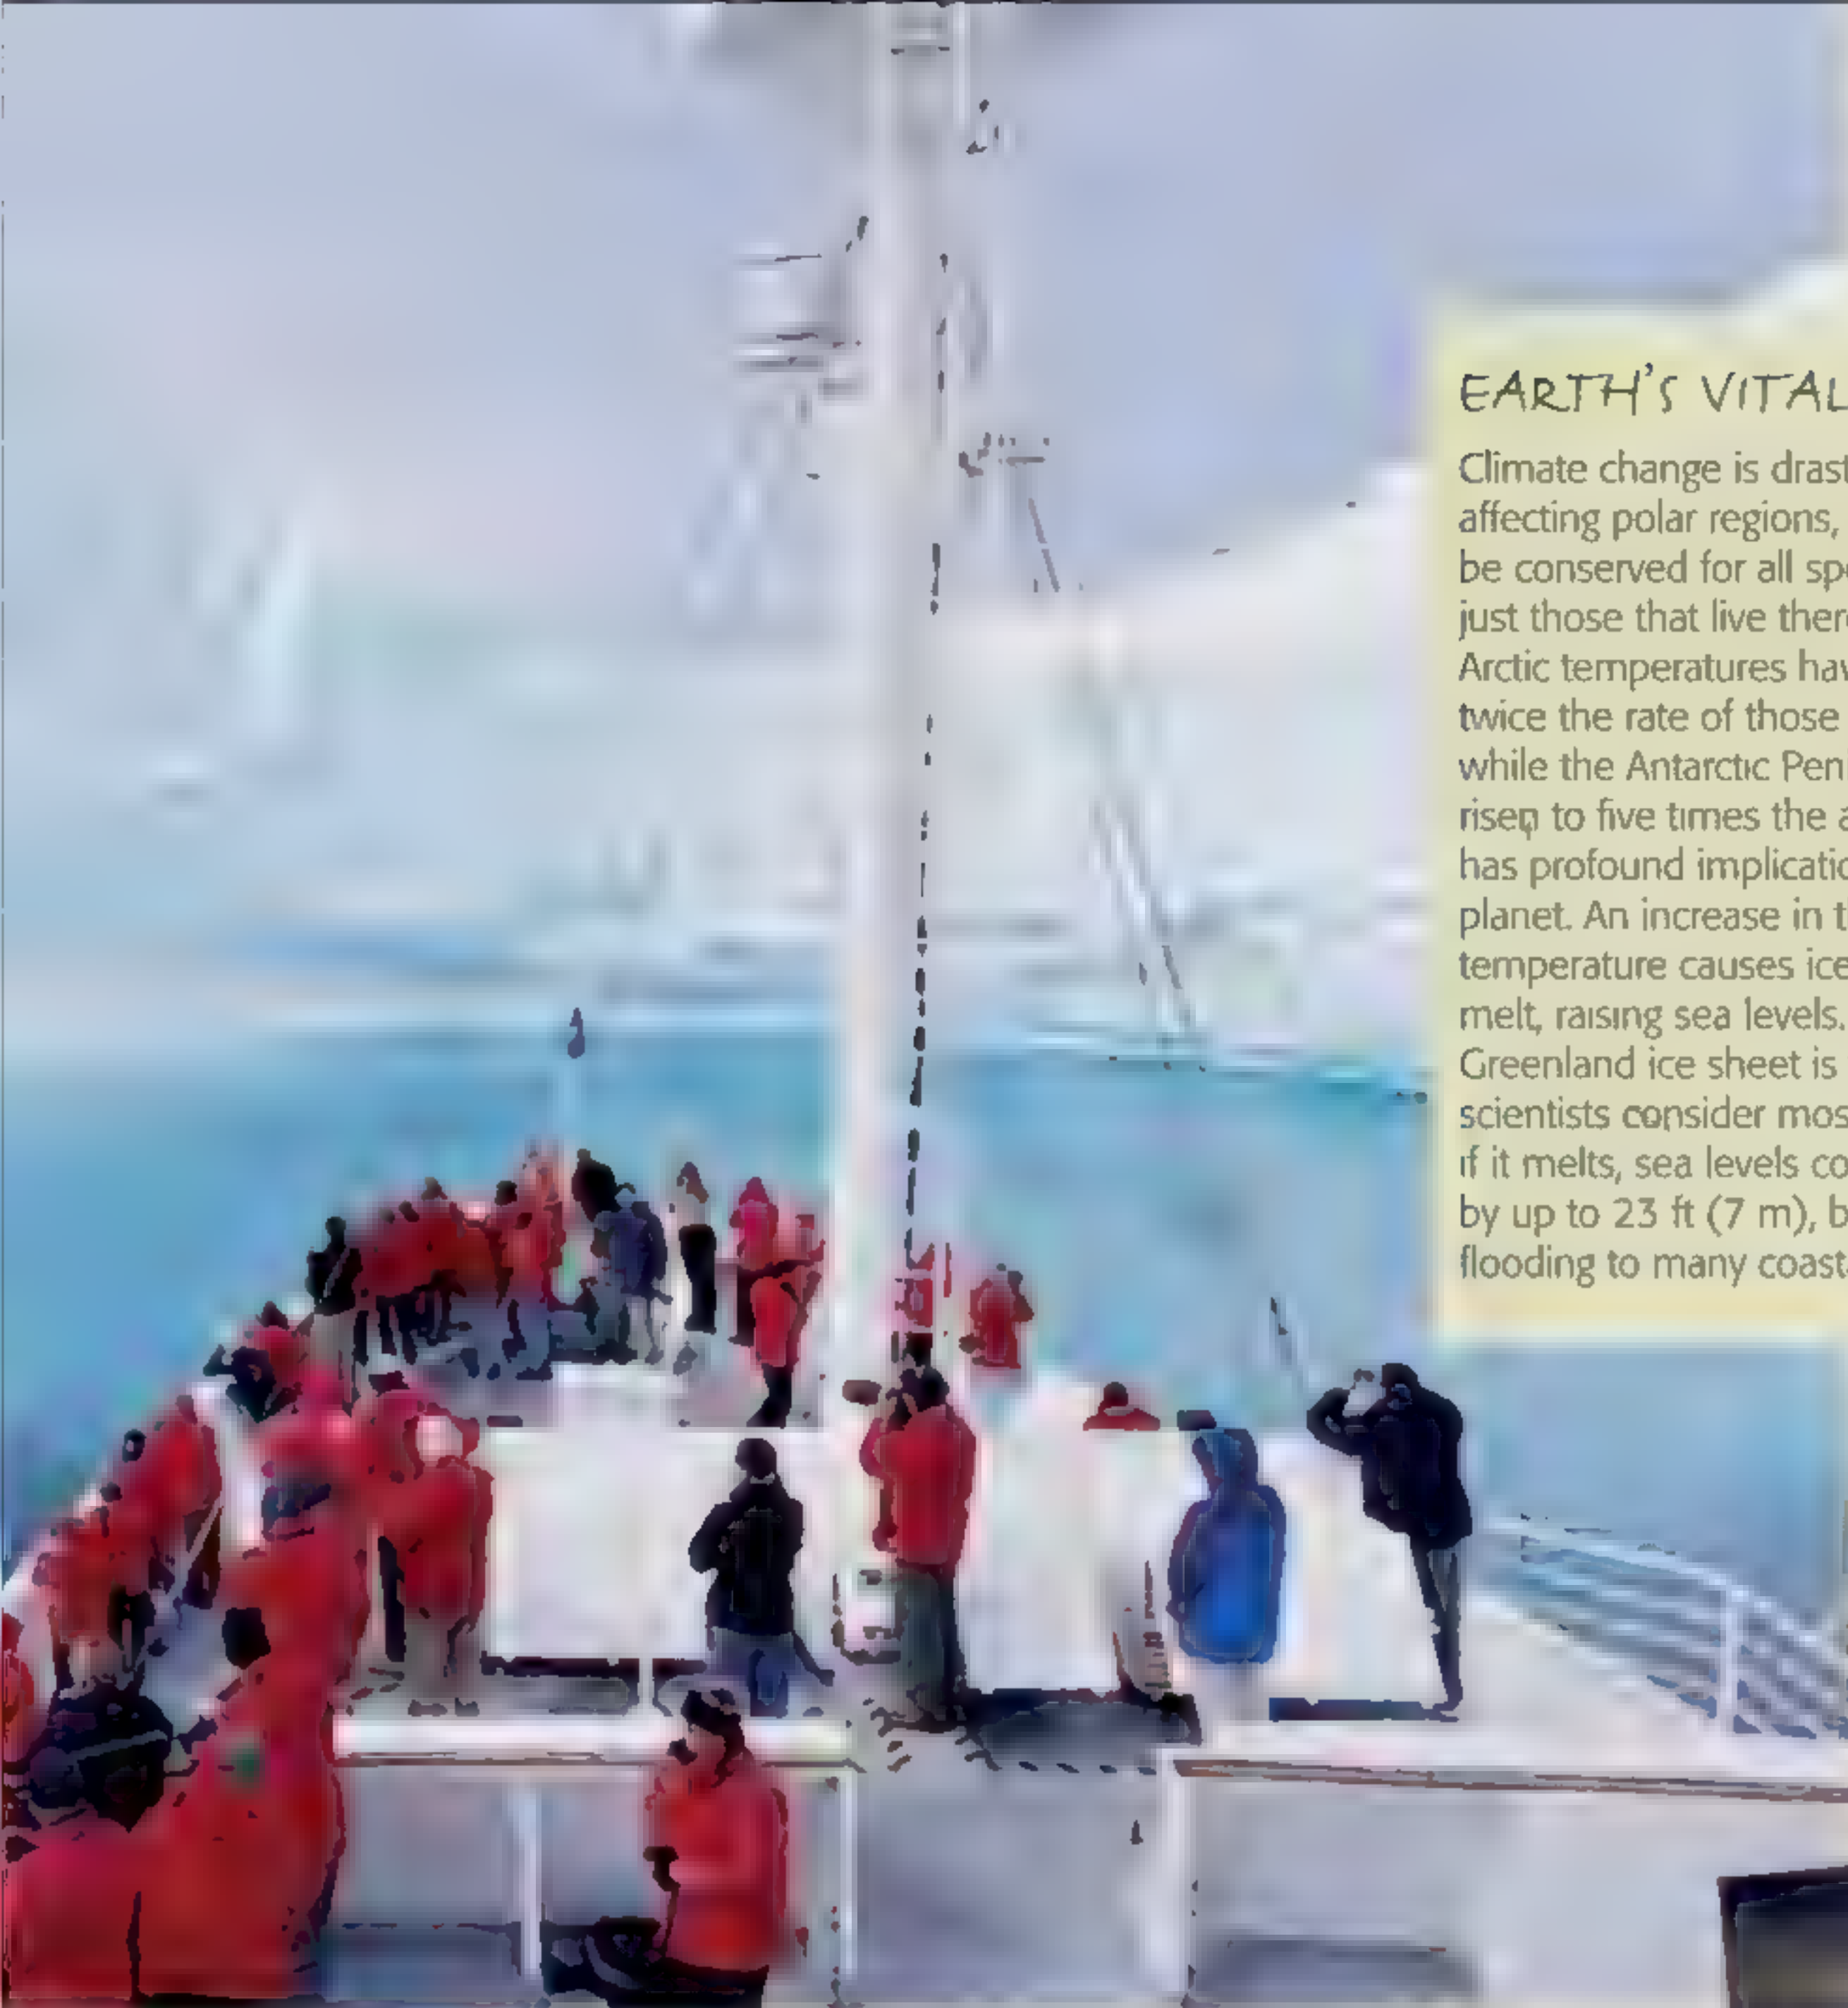 EARTH'S VITAL
Climate change is drast
affecting polar regions,
be conserved for all spe
just those that live ther
Arctic temperatures hav
twice the rate of those
while the Antarctic Pen
risen to five times the a
has profound implicatio
planet. An increase in t
temperature causes ice
melt, raising sea levels.
Greenland ice sheet is
scientists consider mos
if it melts, sea levels co
by up to 23 ft (7 m), b
flooding to many coast